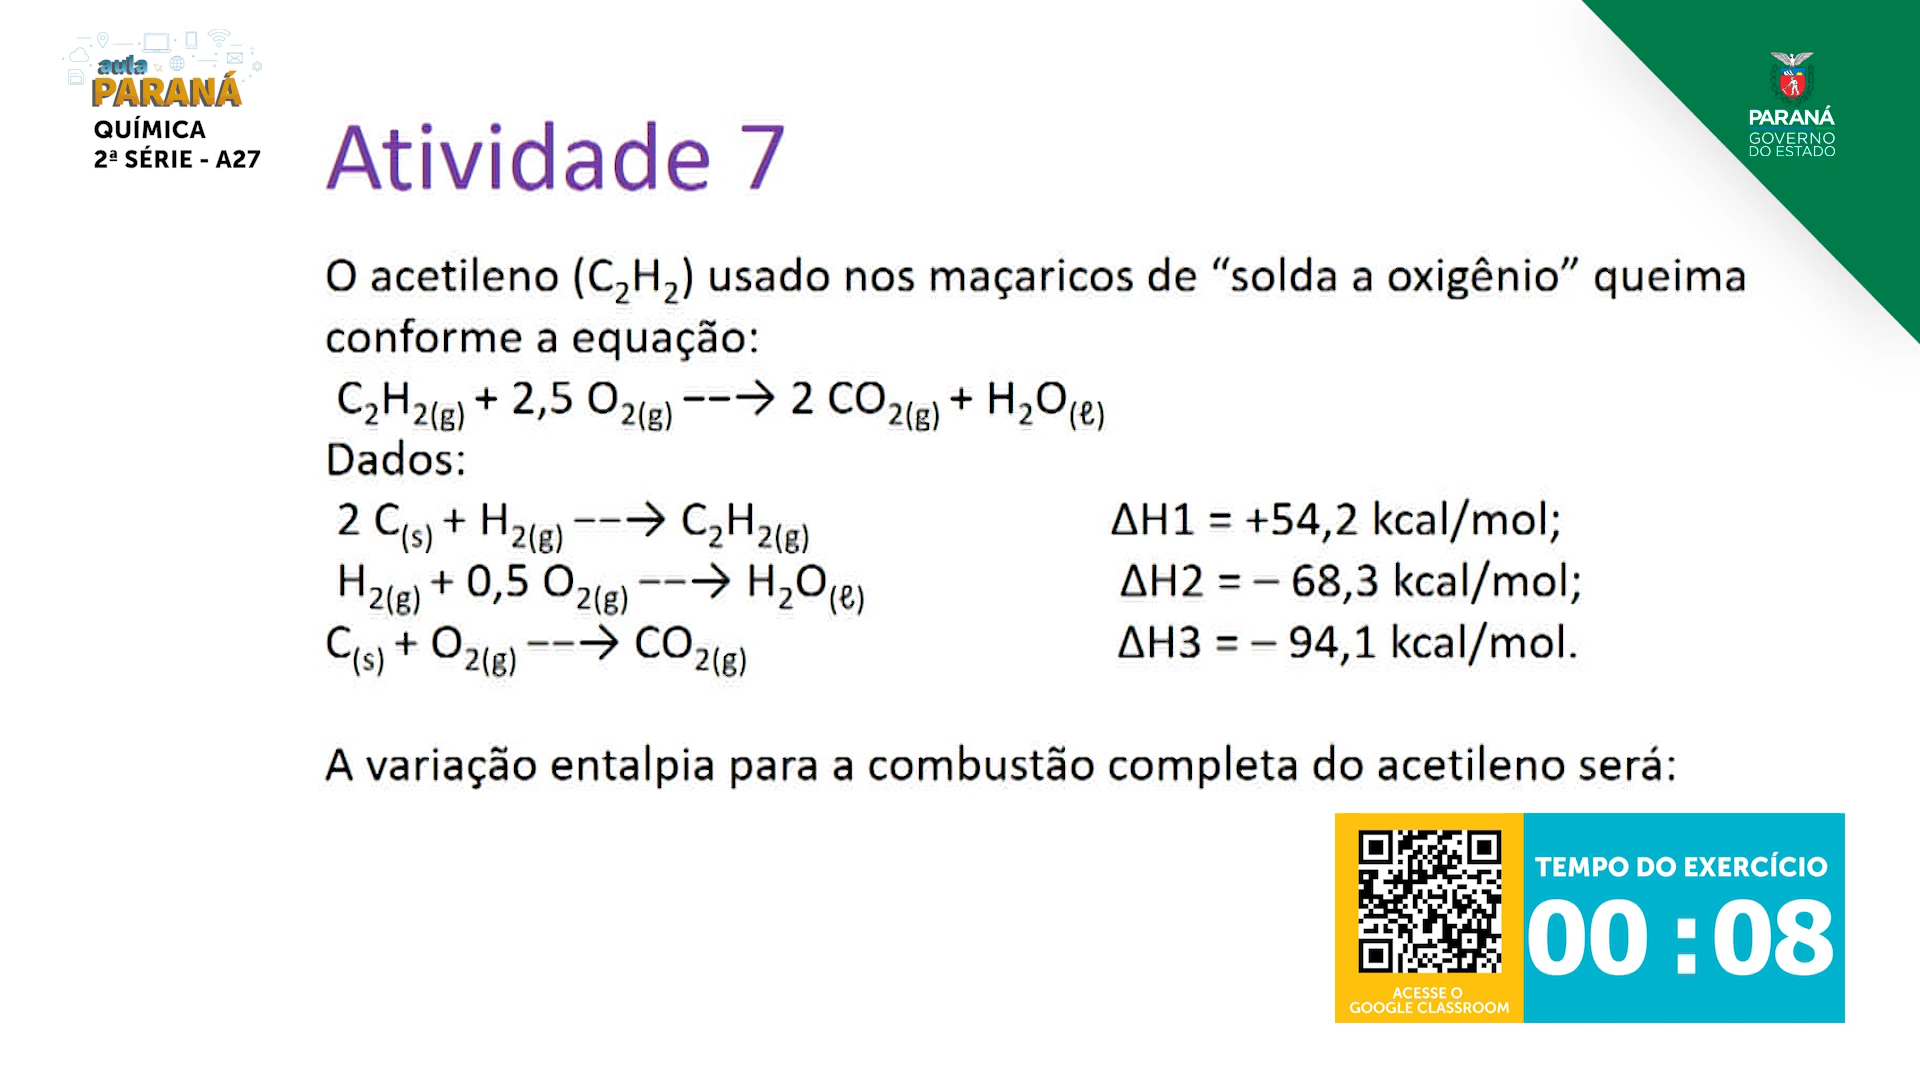 aula
PARANÁ
QUÍMICA
2ª SÉRIE - A27
PARANÁ
GOVERNO
DO ESTADO
Atividade 7
O acetileno (C₂H₂) usado nos maçaricos de “solda a oxigênio” queima
conforme a equação:
C₂H₂(g) + 2,5 O₂(g) −−→ 2 CO₂(g) + H₂O(ℓ)
Dados:
2 C(s) + H₂(g) −−→ C₂H₂(g) ΔH1 = +54,2 kcal/mol;
H₂(g) + 0,5 O₂(g) −−→ H₂O(ℓ) ΔH2 = – 68,3 kcal/mol;
C(s) + O₂(g) −−→ CO₂(g) ΔH3 = – 94,1 kcal/mol.
A variação entalpia para a combustão completa do acetileno será:
TEMPO DO EXERCÍCIO
00 : 08
ACESSE O
GOOGLE CLASSROOM